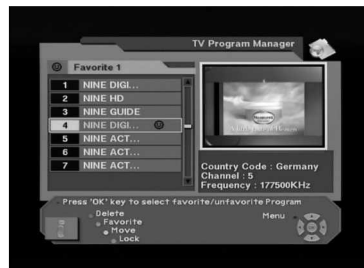 TV Program Manager
Favorite 1
1 NINE DIGI...
2 NINE HD
3 NINE GUIDE
4 NINE DIGI...
5 NINE ACT...
6 NINE ACT...
7 NINE ACT...
Country Code : Germany
Channel : 5
Frequency : 177500KHz
Press 'OK' key to select favorite/unfavorite Program
Delete
Favorite
Move
Lock
Menu